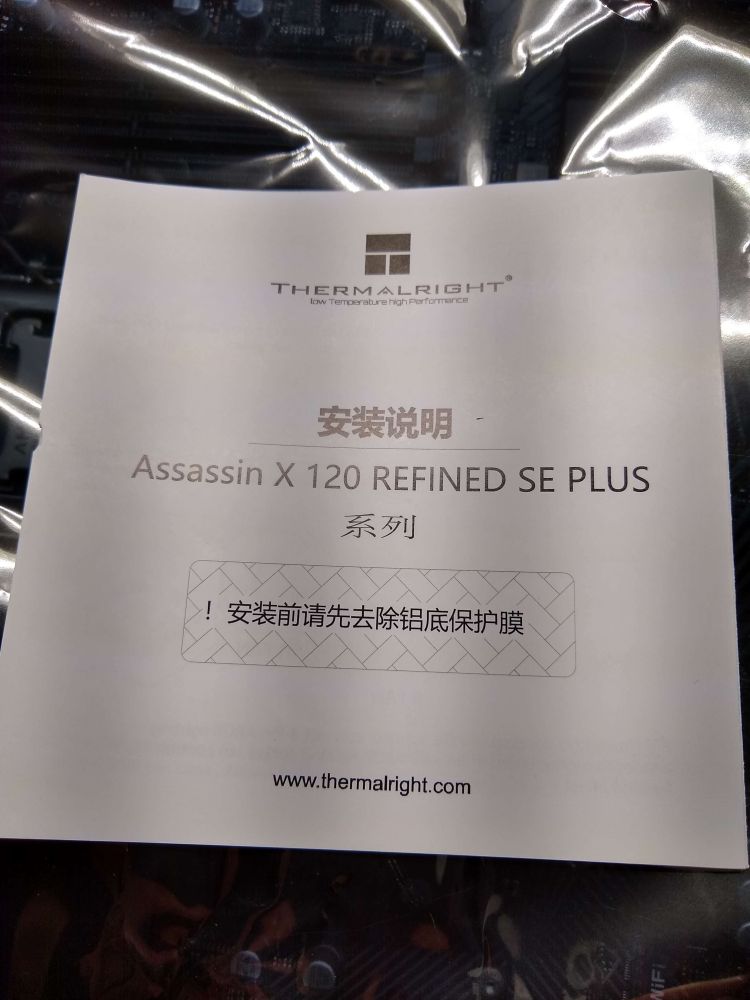 THERMALRIGHT®
low Temperature high Performance
安装说明
Assassin X 120 REFINED SE PLUS
系列
！安装前请先去除铝底保护膜
www.thermalright.com
WiFi